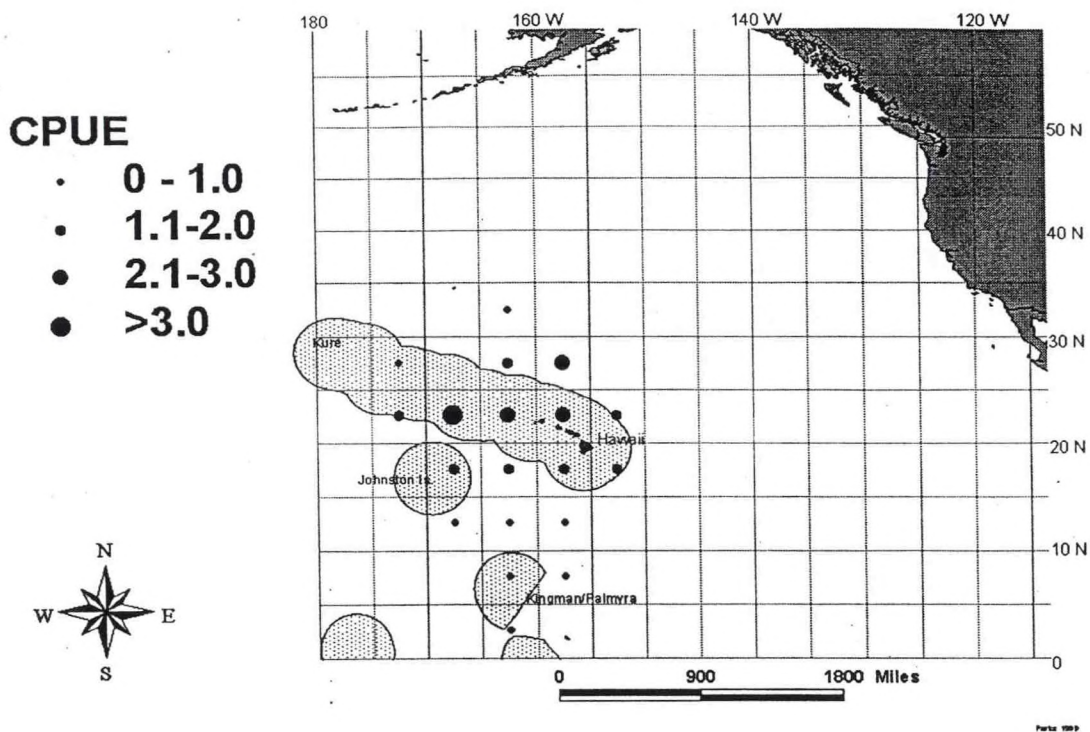 180 160 W 140 W 120 W
CPUE
0 - 1.0
1.1-2.0
2.1-3.0
>3.0
50 N
40 N
30 N
20 N
10 N
0
Kure
Hawaii
Johnston Is.
Kingman/Palmyra
N
W E
S
0 900 1800 Miles